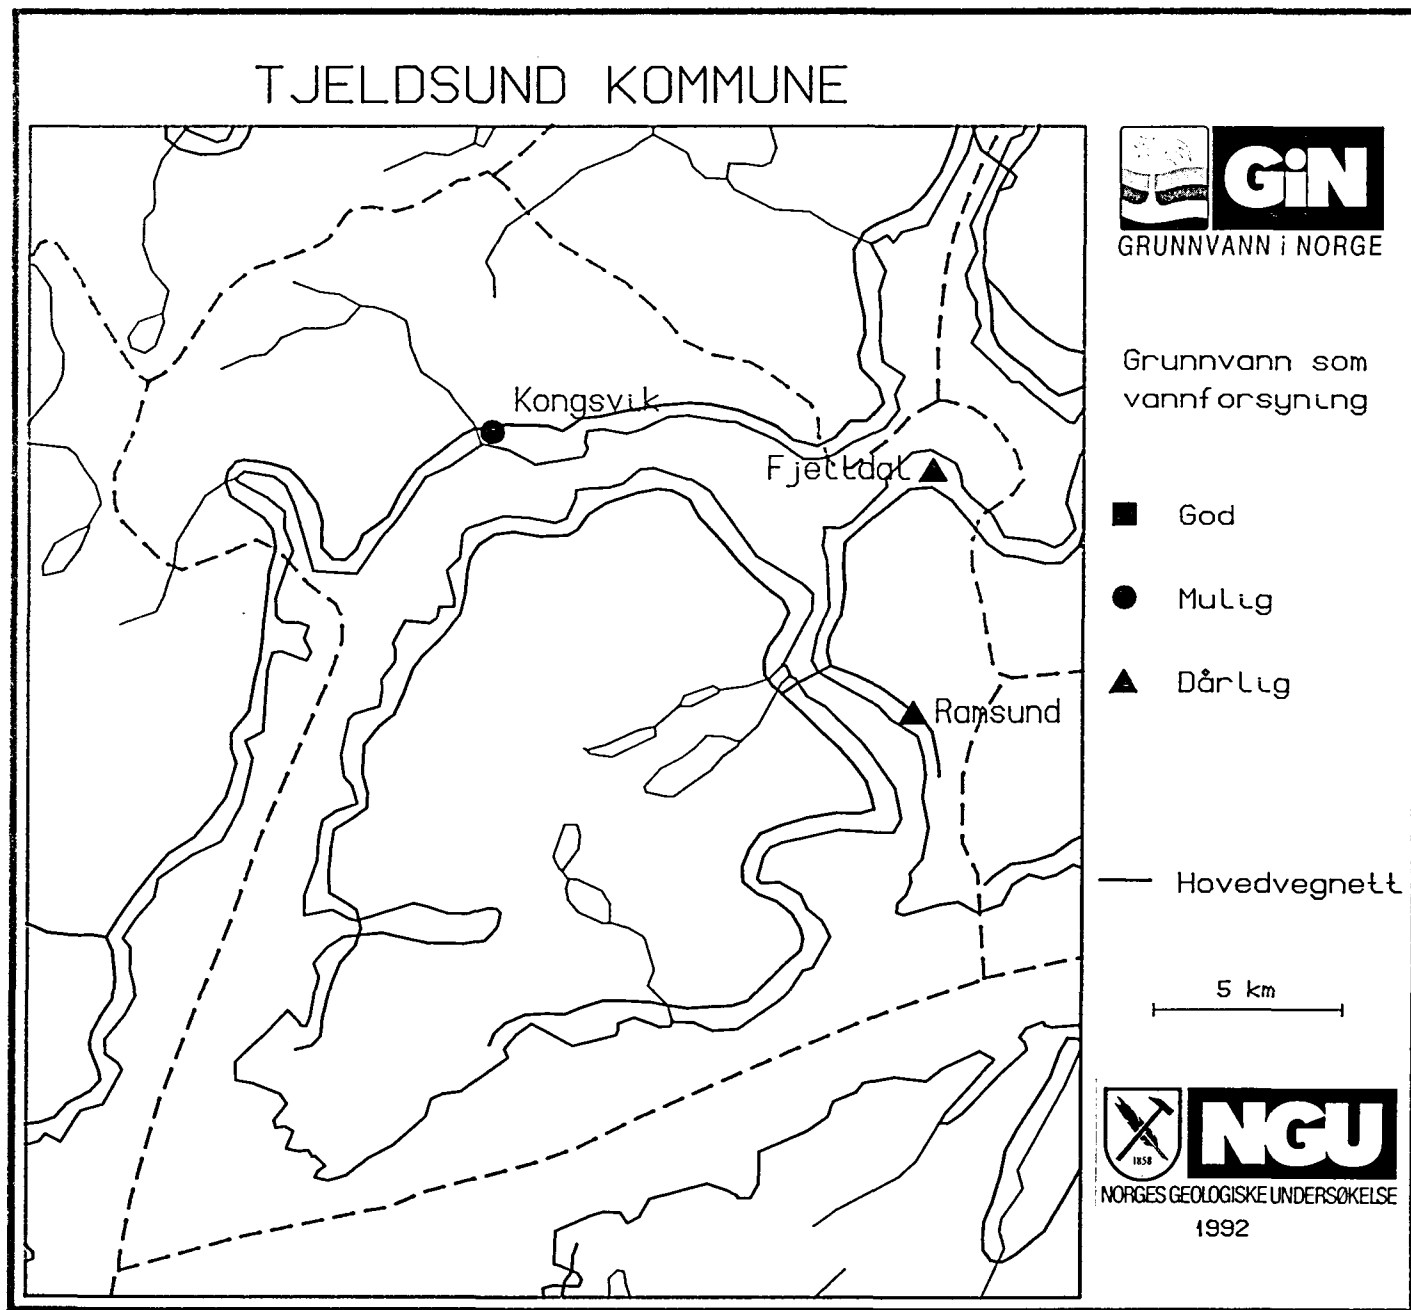 TJELDSUND KOMMUNE
GiN
GRUNNVANN i NORGE
Grunnvann som
vannforsyning
Kongsvik
Fjelldal
God
Mulig
Dårlig
Ramsund
Hovedvegnett
5 km
1858
NGU
NORGES GEOLOGISKE UNDERSØKELSE
1992